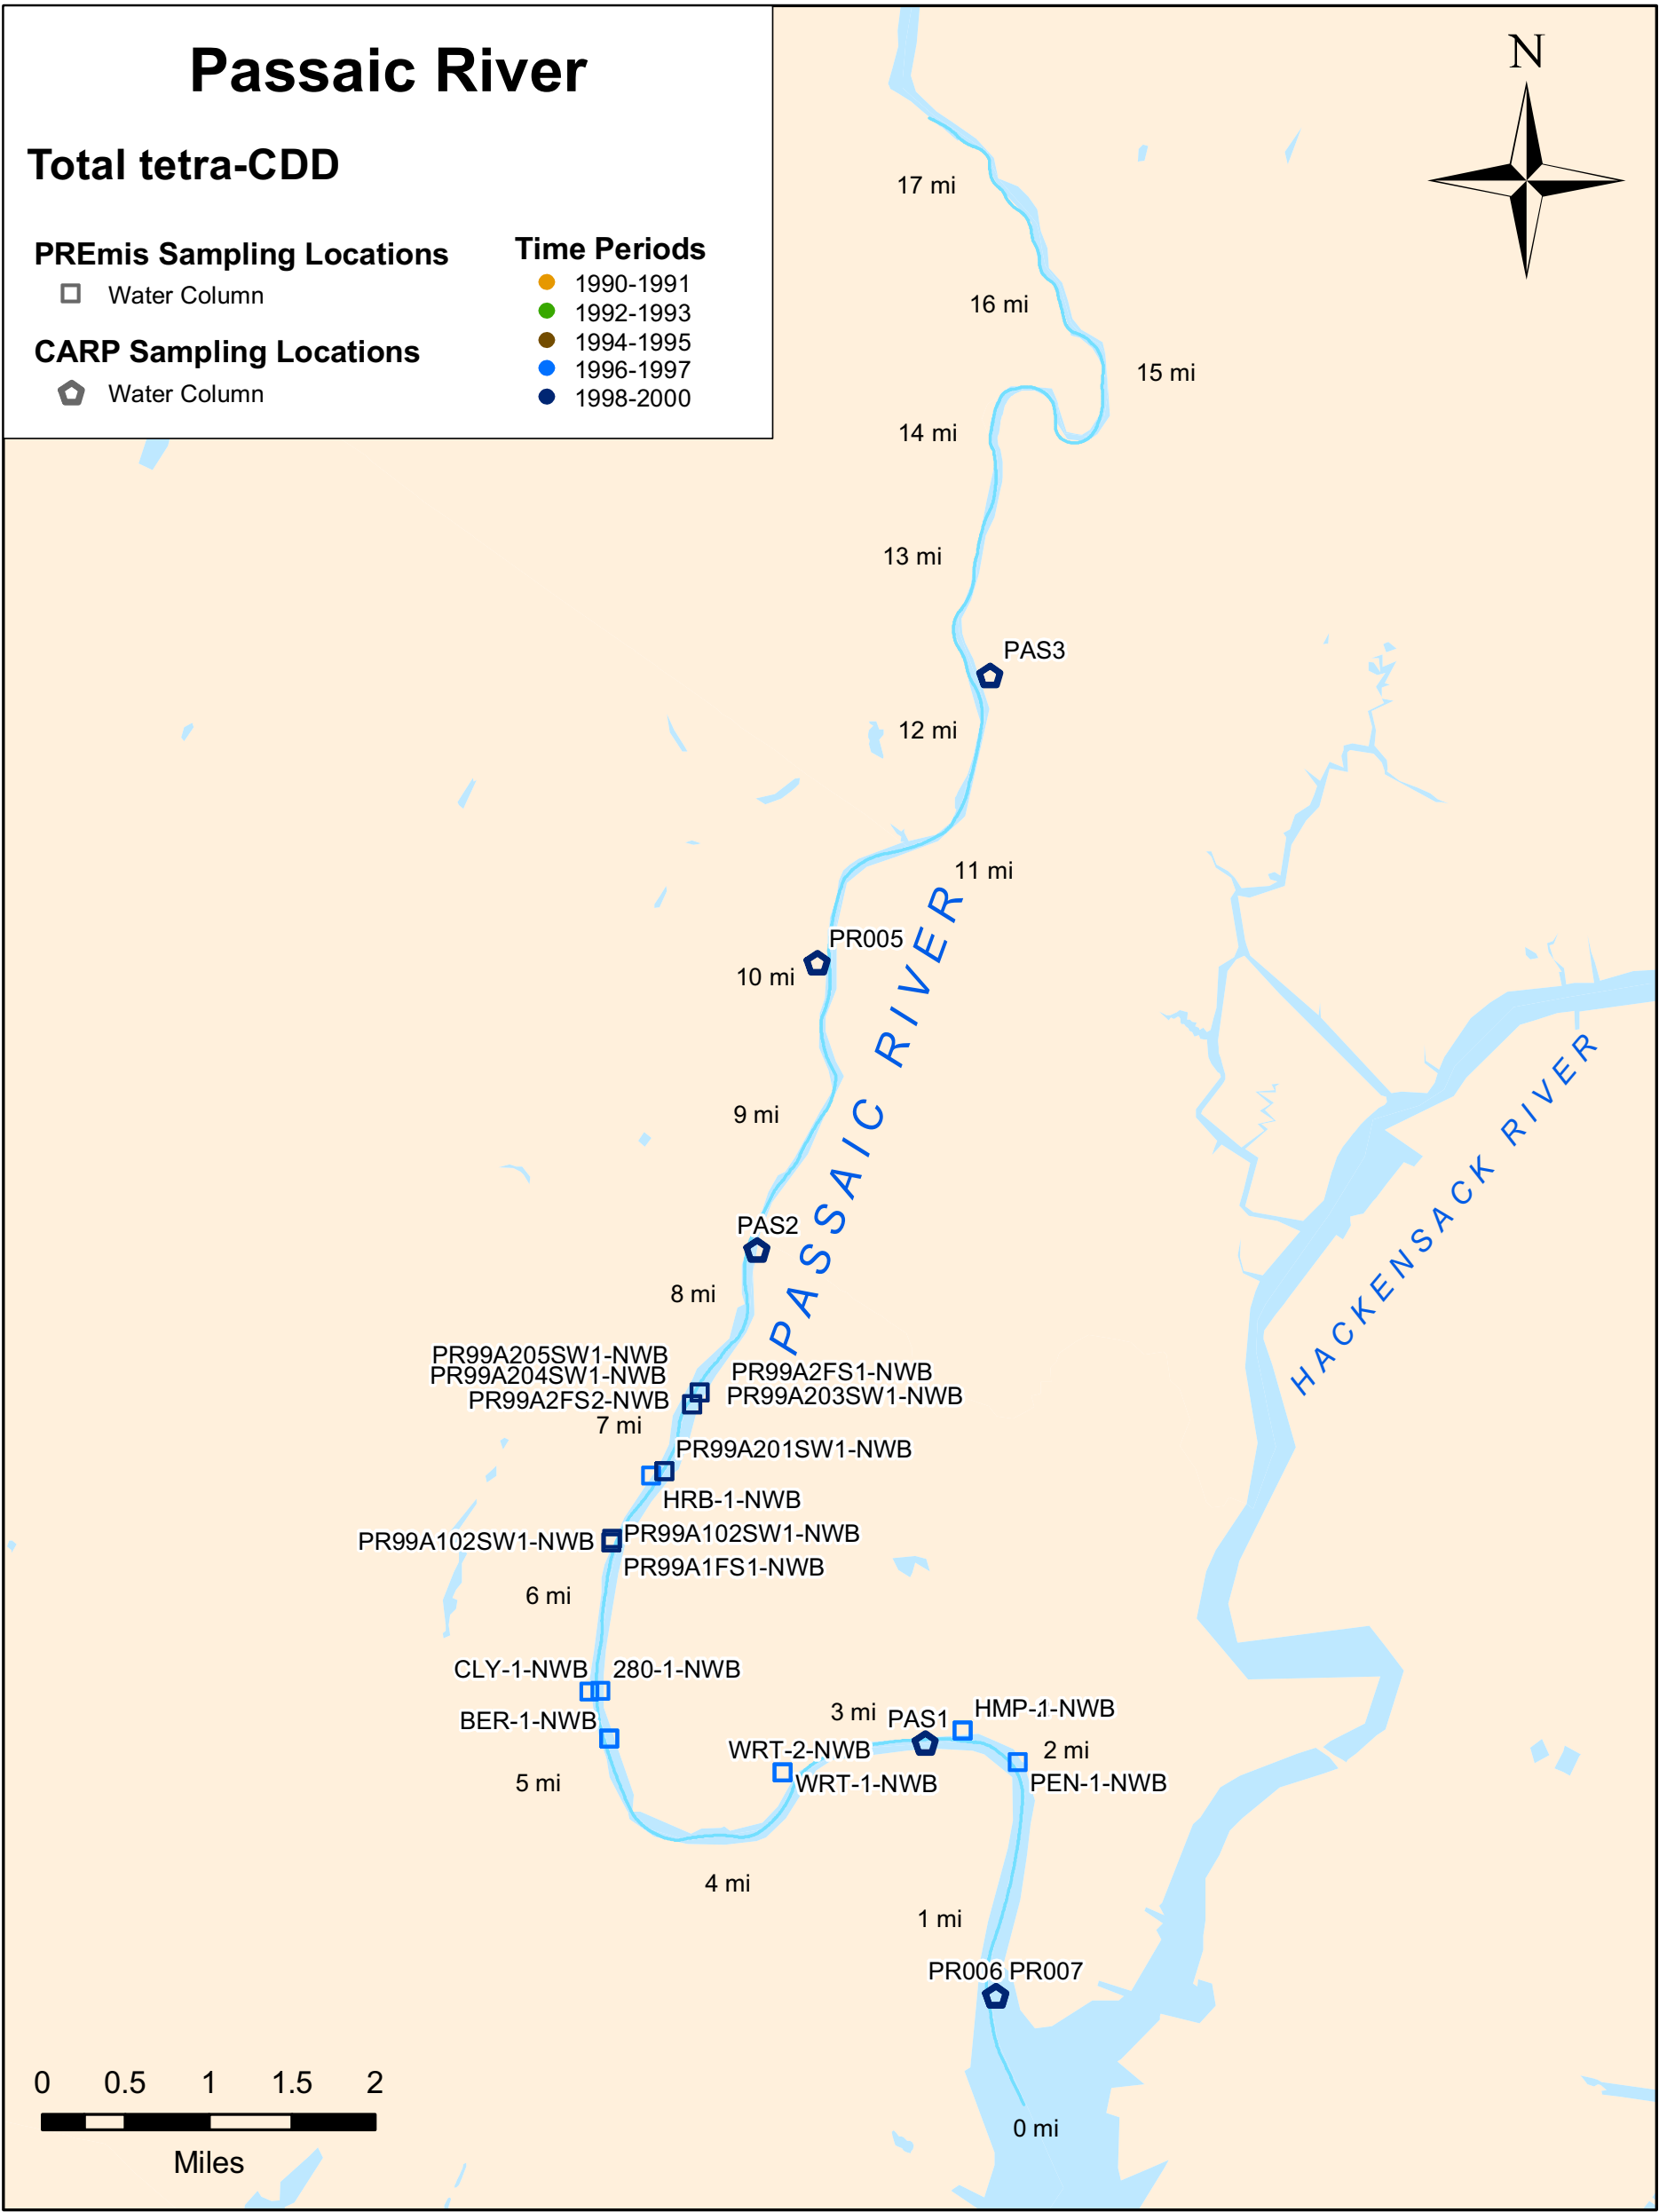 Passaic River
Total tetra-CDD
PREmis Sampling Locations
Water Column
CARP Sampling Locations
Water Column
Time Periods
1990-1991
1992-1993
1994-1995
1996-1997
1998-2000
N
17 mi
16 mi
15 mi
14 mi
13 mi
PAS3
12 mi
11 mi
PR005
10 mi
PASSAIC RIVER
HACKENSACK RIVER
9 mi
PAS2
8 mi
PR99A205SW1-NWB
PR99A204SW1-NWB
PR99A2FS2-NWB
PR99A2FS1-NWB
PR99A203SW1-NWB
7 mi
PR99A201SW1-NWB
HRB-1-NWB
PR99A102SW1-NWB
PR99A102SW1-NWB
PR99A1FS1-NWB
6 mi
CLY-1-NWB
280-1-NWB
BER-1-NWB
5 mi
3 mi
PAS1
HMP-1-NWB
WRT-2-NWB
WRT-1-NWB
2 mi
PEN-1-NWB
4 mi
1 mi
PR006 PR007
0 mi
0 0.5 1 1.5 2
Miles